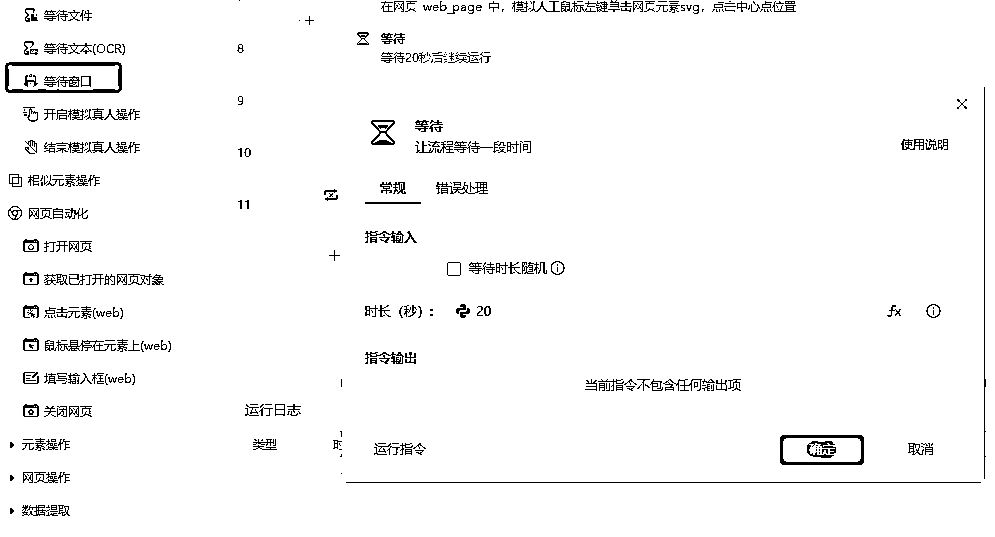 等待文件
等待文本(OCR)
等待窗口
开启模拟真人操作
结束模拟真人操作
相似元素操作
网页自动化
打开网页
获取已打开的网页对象
点击元素(web)
鼠标悬停在元素上(web)
填写输入框(web)
关闭网页
元素操作
网页操作
数据提取
8
9
10
11
运行日志
类型
在网页 web_page 中，模拟人工鼠标左键单击网页元素svg，点击中心点位置
等待
等待20秒后继续运行
等待
让流程等待一段时间
使用说明
常规 错误处理
指令输入
等待时长随机
时长（秒）： 20 fx
指令输出
当前指令不包含任何输出项
运行指令 确定 取消